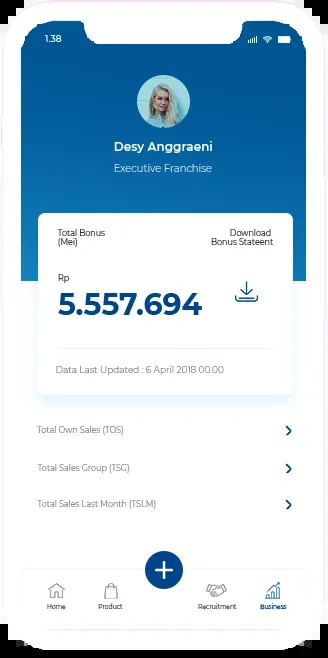 1.38
Desy Anggraeni
Executive Franchise
Total Bonus
(Mei)
Download
Bonus Stateent
Rp
5.557.694
Data Last Updated : 6 April 2018 00.00
Total Own Sales (TOS)
Total Sales Group (TSG)
Total Sales Last Month (TSLM)
Home
Product
Recruitment
Business